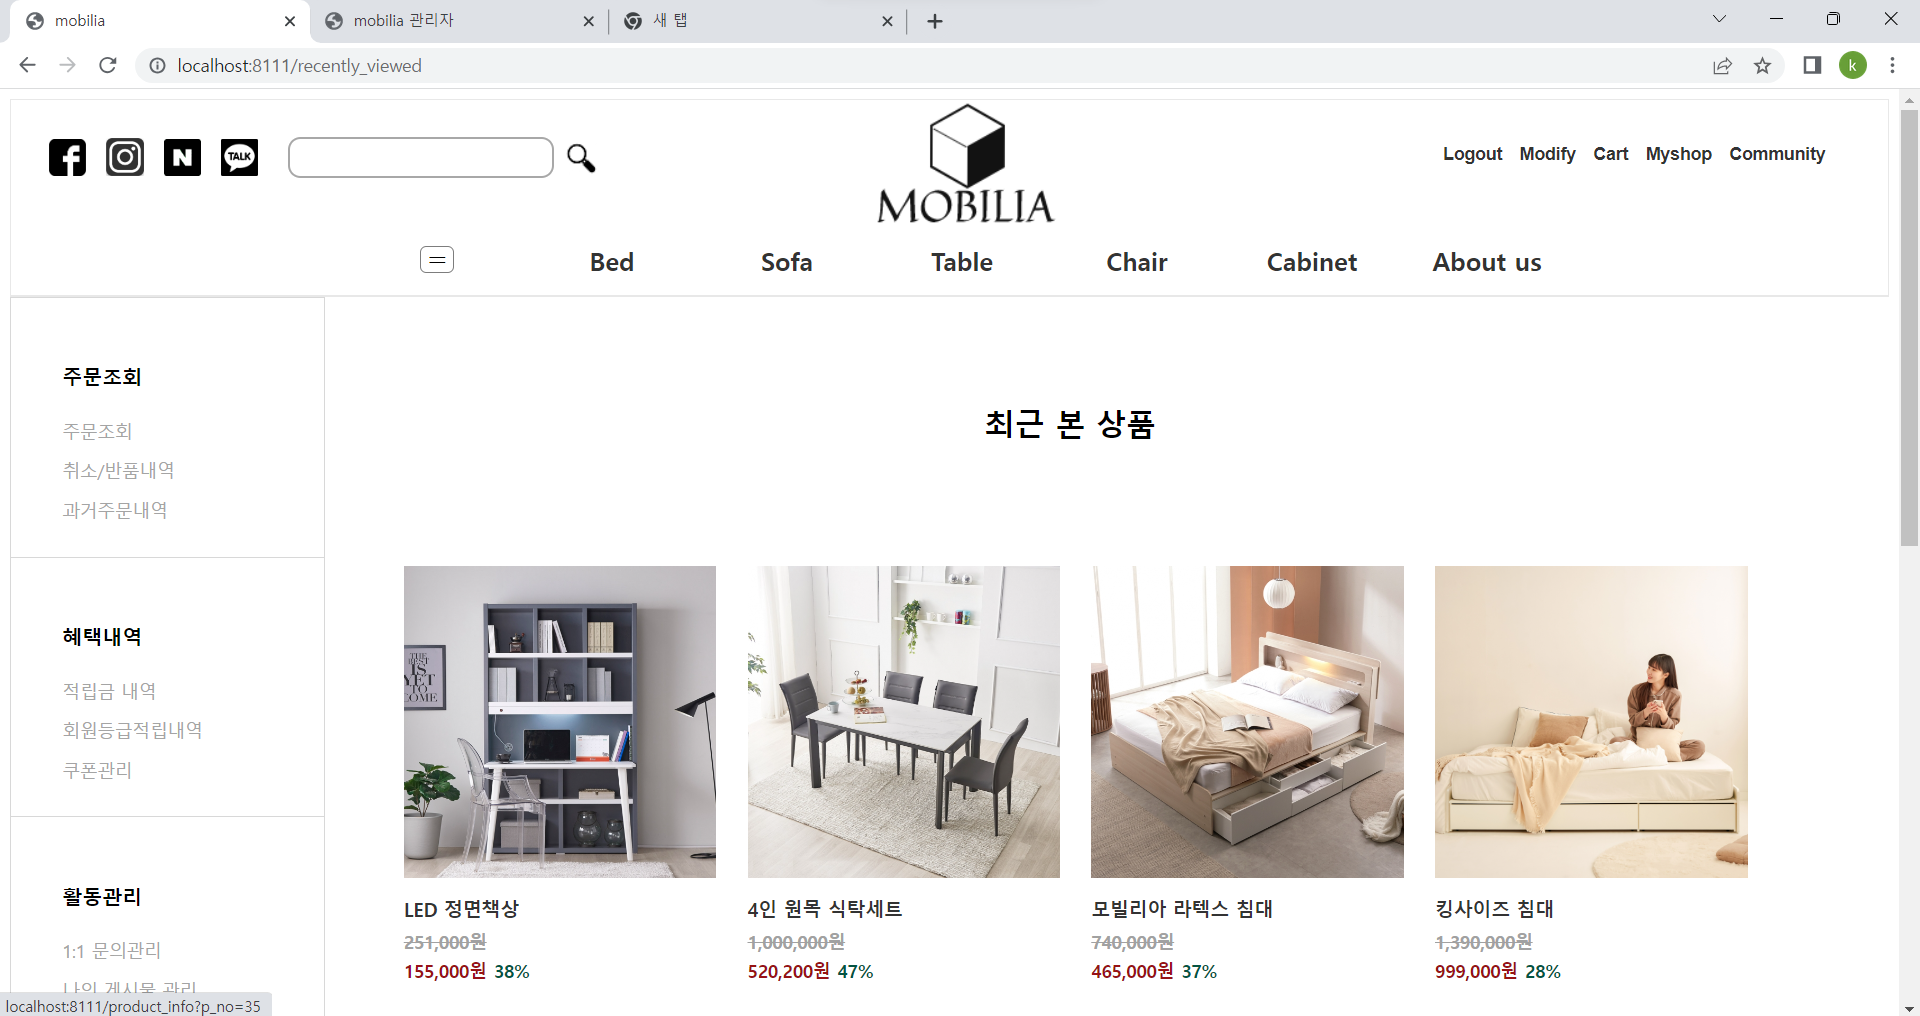 mobilia
mobilia 관리자
새 탭
localhost:8111/recently_viewed
k
N
TALK
MOBILIA
Logout Modify Cart Myshop Community
Bed Sofa Table Chair Cabinet About us
주문조회
주문조회
취소/반품내역
과거주문내역
혜택내역
적립금 내역
회원등급적립내역
쿠폰관리
활동관리
1:1 문의관리
나의 게시물 관리
최근 본 상품
THE
BEST
IS
YET
TO
COME
LED 정면책상
251,000원
155,000원 38%
4인 원목 식탁세트
1,000,000원
520,200원 47%
모빌리아 라텍스 침대
740,000원
465,000원 37%
킹사이즈 침대
1,390,000원
999,000원 28%
localhost:8111/product_info?p_no=35